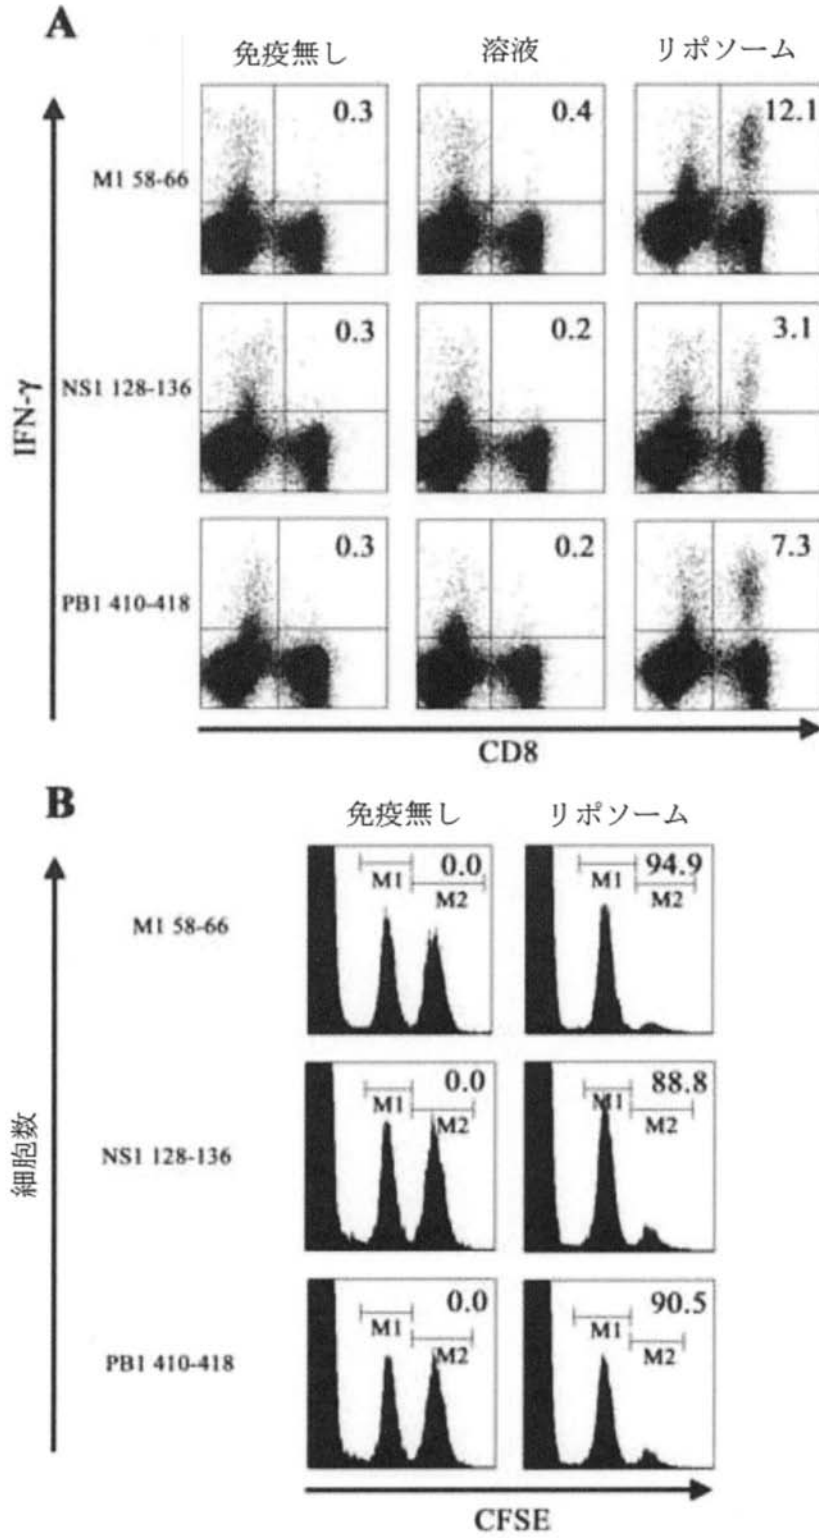 A
免疫無し 溶液 リポソーム
M1 58-66
0.3 0.4 12.1
NS1 128-136
0.3 0.2 3.1
PB1 410-418
0.3 0.2 7.3
IFN-γ
CD8
B
免疫無し リポソーム
M1 58-66
0.0 94.9
M1 M1
M2 M2
NS1 128-136
0.0 88.8
M1 M1
M2 M2
PB1 410-418
0.0 90.5
M1 M1
M2 M2
細胞数
CFSE